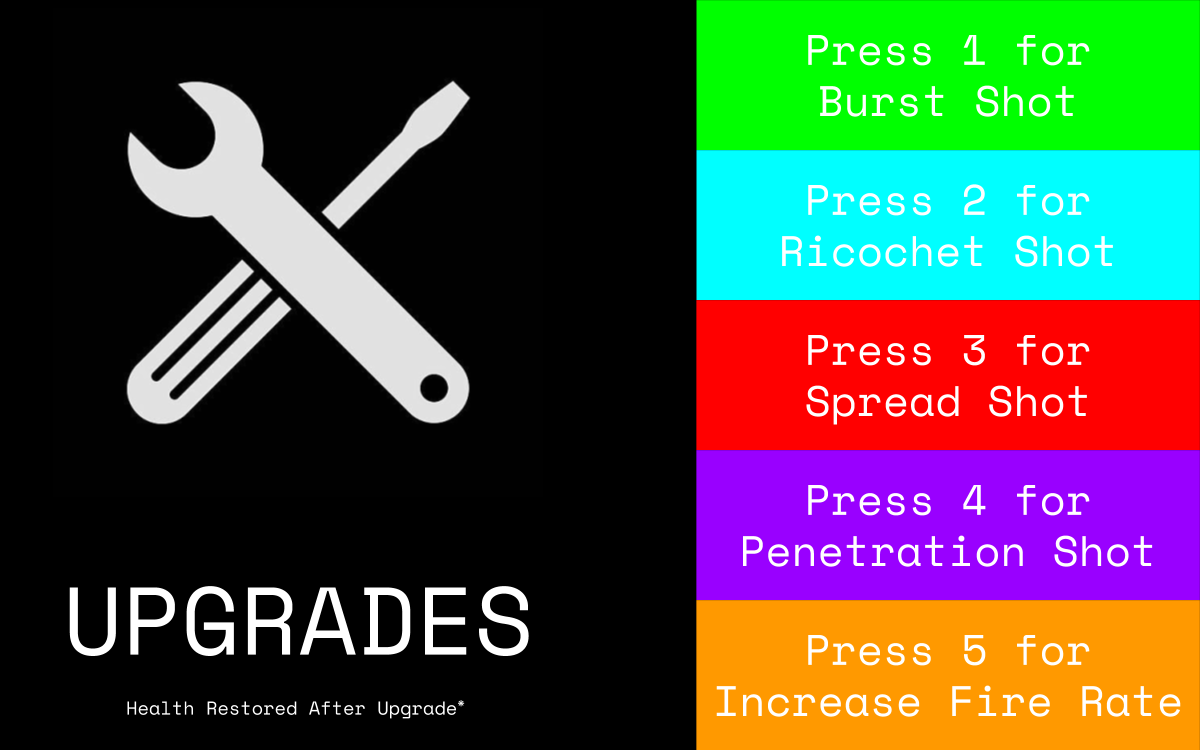 Press 1 for
Burst Shot
Press 2 for
Ricochet Shot
Press 3 for
Spread Shot
Press 4 for
Penetration Shot
Press 5 for
Increase Fire Rate
UPGRADES
Health Restored After Upgrade*